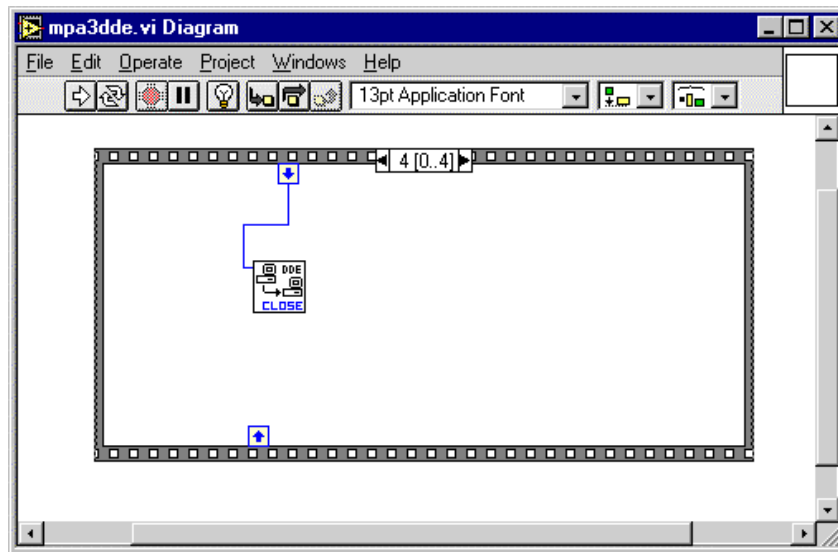 mpa3dde.vi Diagram
File Edit Operate Project Windows Help
13pt Application Font
4 [0..4]
DDE
CLOSE